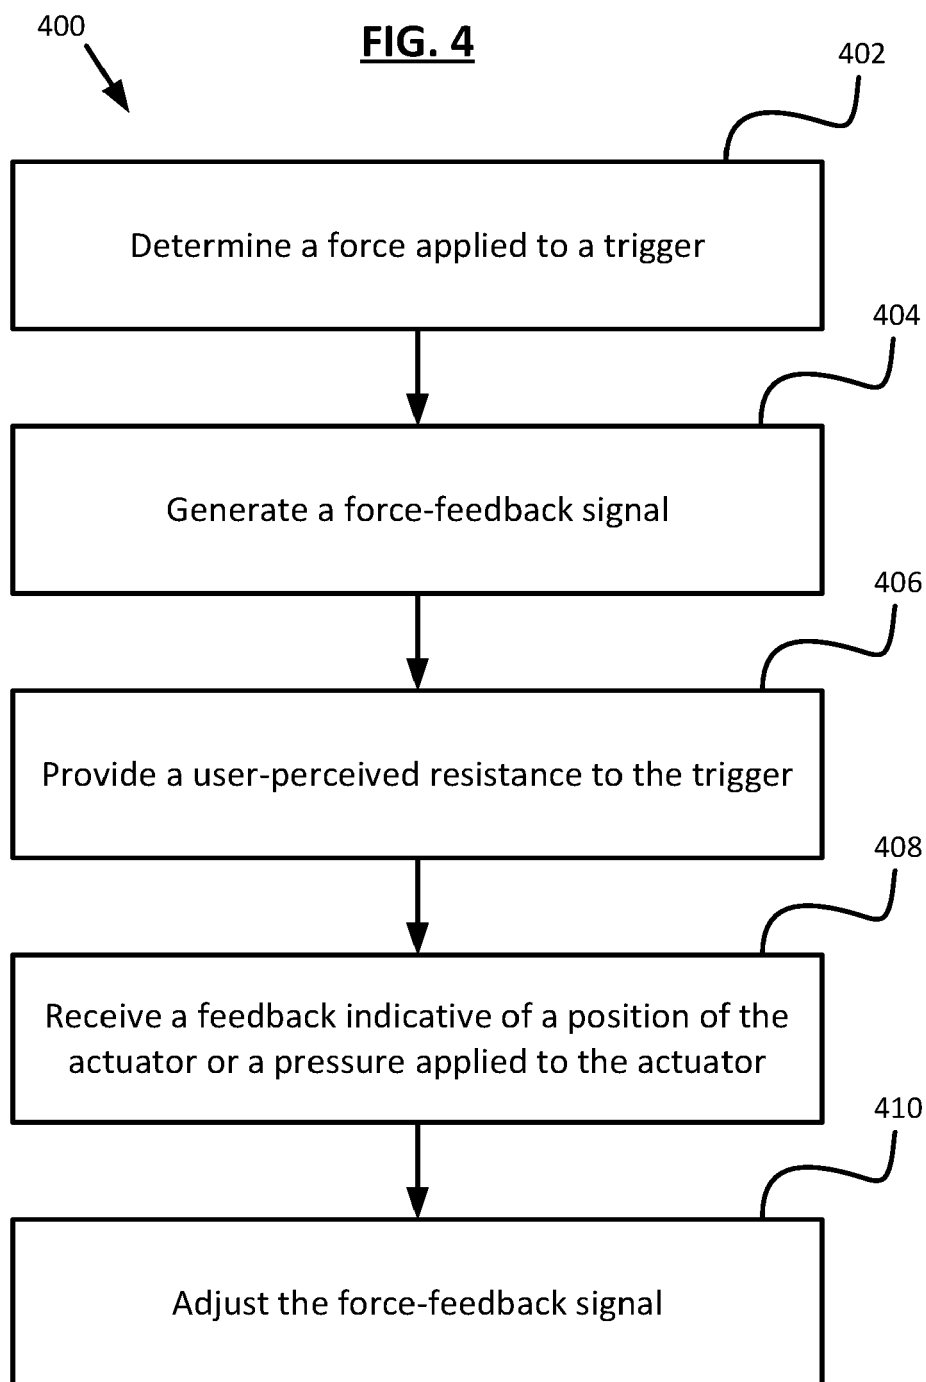 400
FIG. 4
402
Determine a force applied to a trigger
404
Generate a force-feedback signal
406
Provide a user-perceived resistance to the trigger
408
Receive a feedback indicative of a position of the
actuator or a pressure applied to the actuator
410
Adjust the force-feedback signal